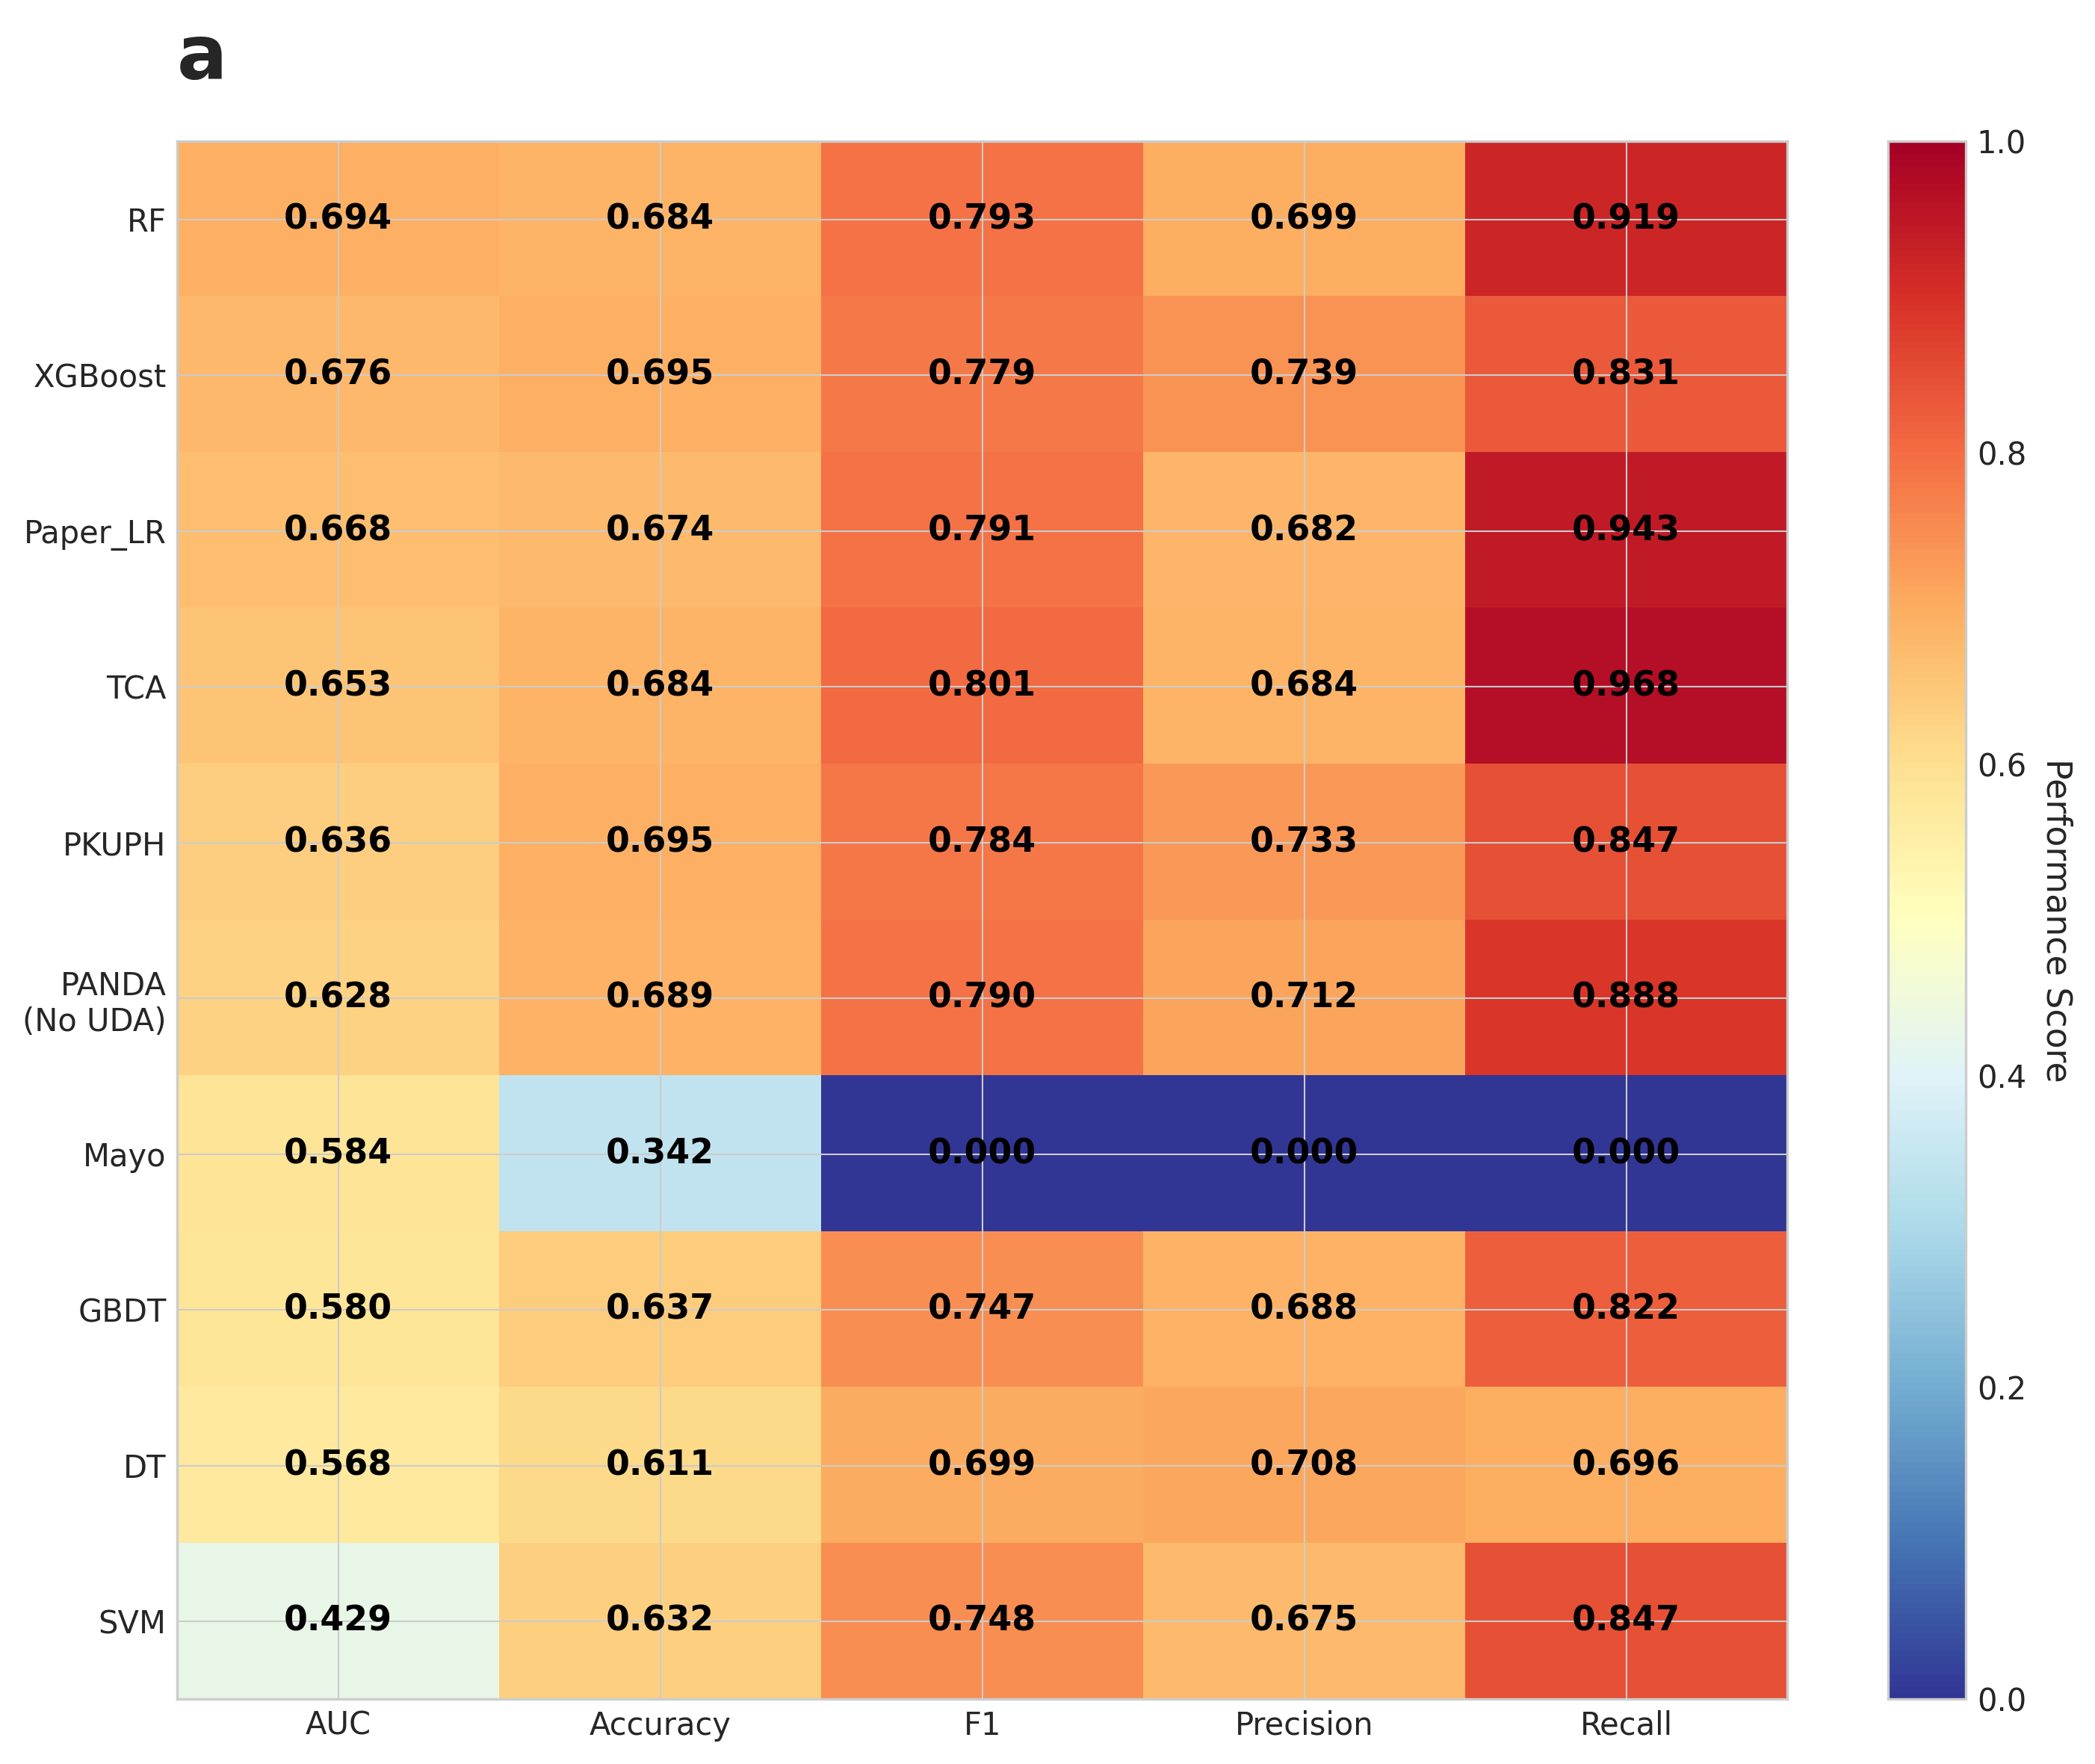 a
RF 0.694 0.684 0.793 0.699 0.919
XGBoost 0.676 0.695 0.779 0.739 0.831
Paper_LR 0.668 0.674 0.791 0.682 0.943
TCA 0.653 0.684 0.801 0.684 0.968
PKUPH 0.636 0.695 0.784 0.733 0.847
PANDA
(No UDA) 0.628 0.689 0.790 0.712 0.888
Mayo 0.584 0.342 0.000 0.000 0.000
GBDT 0.580 0.637 0.747 0.688 0.822
DT 0.568 0.611 0.699 0.708 0.696
SVM 0.429 0.632 0.748 0.675 0.847
AUC Accuracy F1 Precision Recall
1.0
0.8
0.6
0.4
0.2
0.0
Performance Score